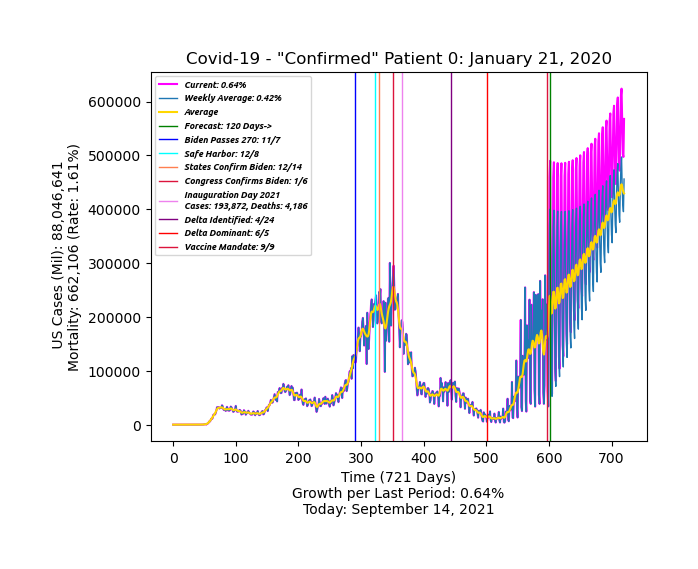 Covid-19 - "Confirmed" Patient 0: January 21, 2020
US Cases (Mil): 88,046,641
Mortality: 662,106 (Rate: 1.61%)
600000
500000
400000
300000
200000
100000
0
Current: 0.64%
Weekly Average: 0.42%
Average
Forecast: 120 Days->
Biden Passes 270: 11/7
Safe Harbor: 12/8
States Confirm Biden: 12/14
Congress Confirms Biden: 1/6
Inauguration Day 2021
Cases: 193,872, Deaths: 4,186
Delta Identified: 4/24
Delta Dominant: 6/5
Vaccine Mandate: 9/9
0 100 200 300 400 500 600 700
Time (721 Days)
Growth per Last Period: 0.64%
Today: September 14, 2021